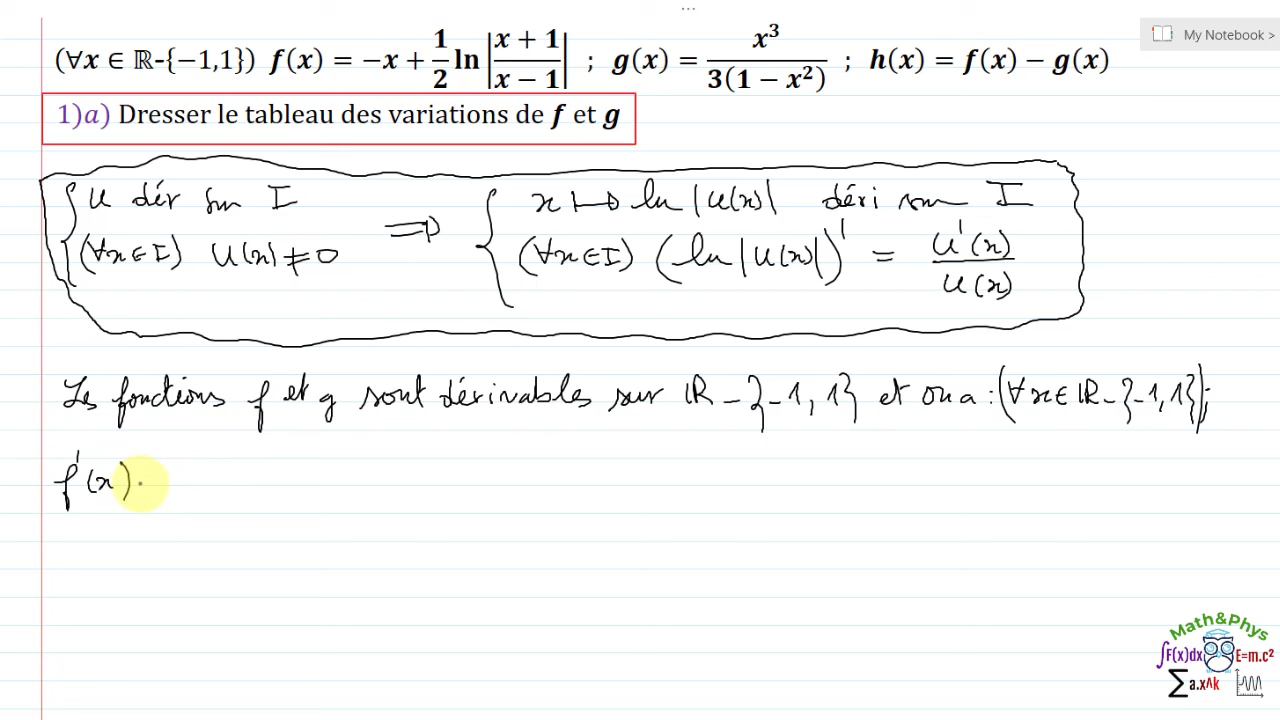 ...
My Notebook >
(∀x ∈ ℝ-{−1,1}) f(x) = −x + 1/2 ln |x + 1 / x − 1| ; g(x) = x³ / 3(1 − x²) ; h(x) = f(x) − g(x)
1)a) Dresser le tableau des variations de f et g
{ U dér sur I ⟹ { x ↦ ln |U(x)| déri sur I
(∀x∈I) U(x) ≠ 0 (∀x∈I) (ln |U(x)|)' = U'(x) / U(x)
Les fonctions f et g sont dérivables sur ℝ - {-1, 1} et on a : (∀x∈ℝ-{-1,1});
f'(x)
Math&Phys
∫F(x)dx E=m.c²
∑ a.x^k